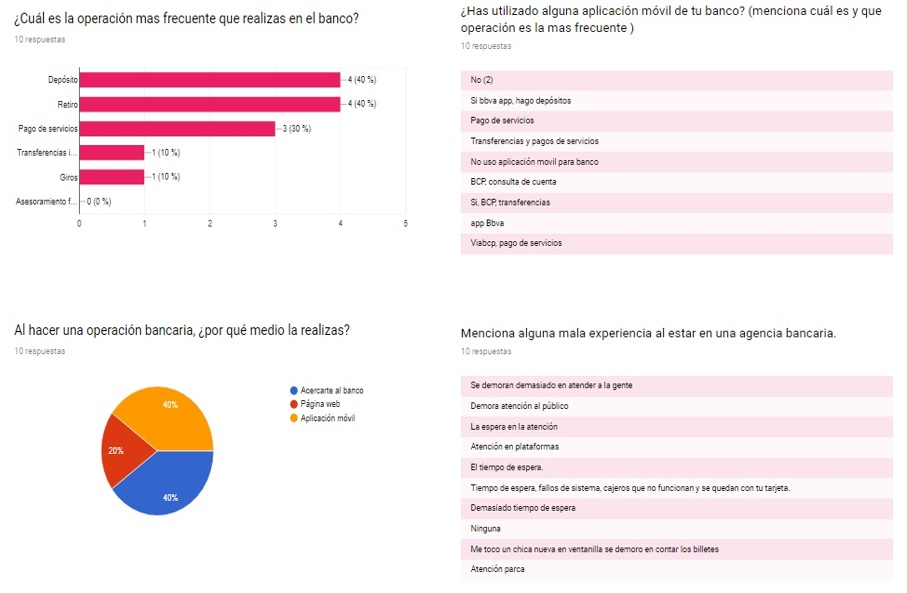 ¿Cuál es la operación mas frecuente que realizas en el banco?
10 respuestas
Depósito
4 (40 %)
Retiro
4 (40 %)
Pago de servicios
3 (30 %)
Transferencias i...
1 (10 %)
Giros
1 (10 %)
Asesoramiento f...
0 (0 %)
0 1 2 3 4 5
¿Has utilizado alguna aplicación móvil de tu banco? (menciona cuál es y que
operación es la mas frecuente )
10 respuestas
No (2)
Si bbva app, hago depósitos
Pago de servicios
Transferencias y pagos de servicios
No uso aplicación movil para banco
BCP, consulta de cuenta
Si, BCP, transferencias
app Bbva
Viabcp, pago de servicios
Al hacer una operación bancaria, ¿por qué medio la realizas?
10 respuestas
40%
20%
40%
Acercarte al banco
Página web
Aplicación móvil
Menciona alguna mala experiencia al estar en una agencia bancaria.
10 respuestas
Se demoran demasiado en atender a la gente
Demora atención al público
La espera en la atención
Atención en plataformas
El tiempo de espera.
Tiempo de espera, fallos de sistema, cajeros que no funcionan y se quedan con tu tarjeta.
Demasiado tiempo de espera
Ninguna
Me toco un chica nueva en ventanilla se demoro en contar los billetes
Atención parca